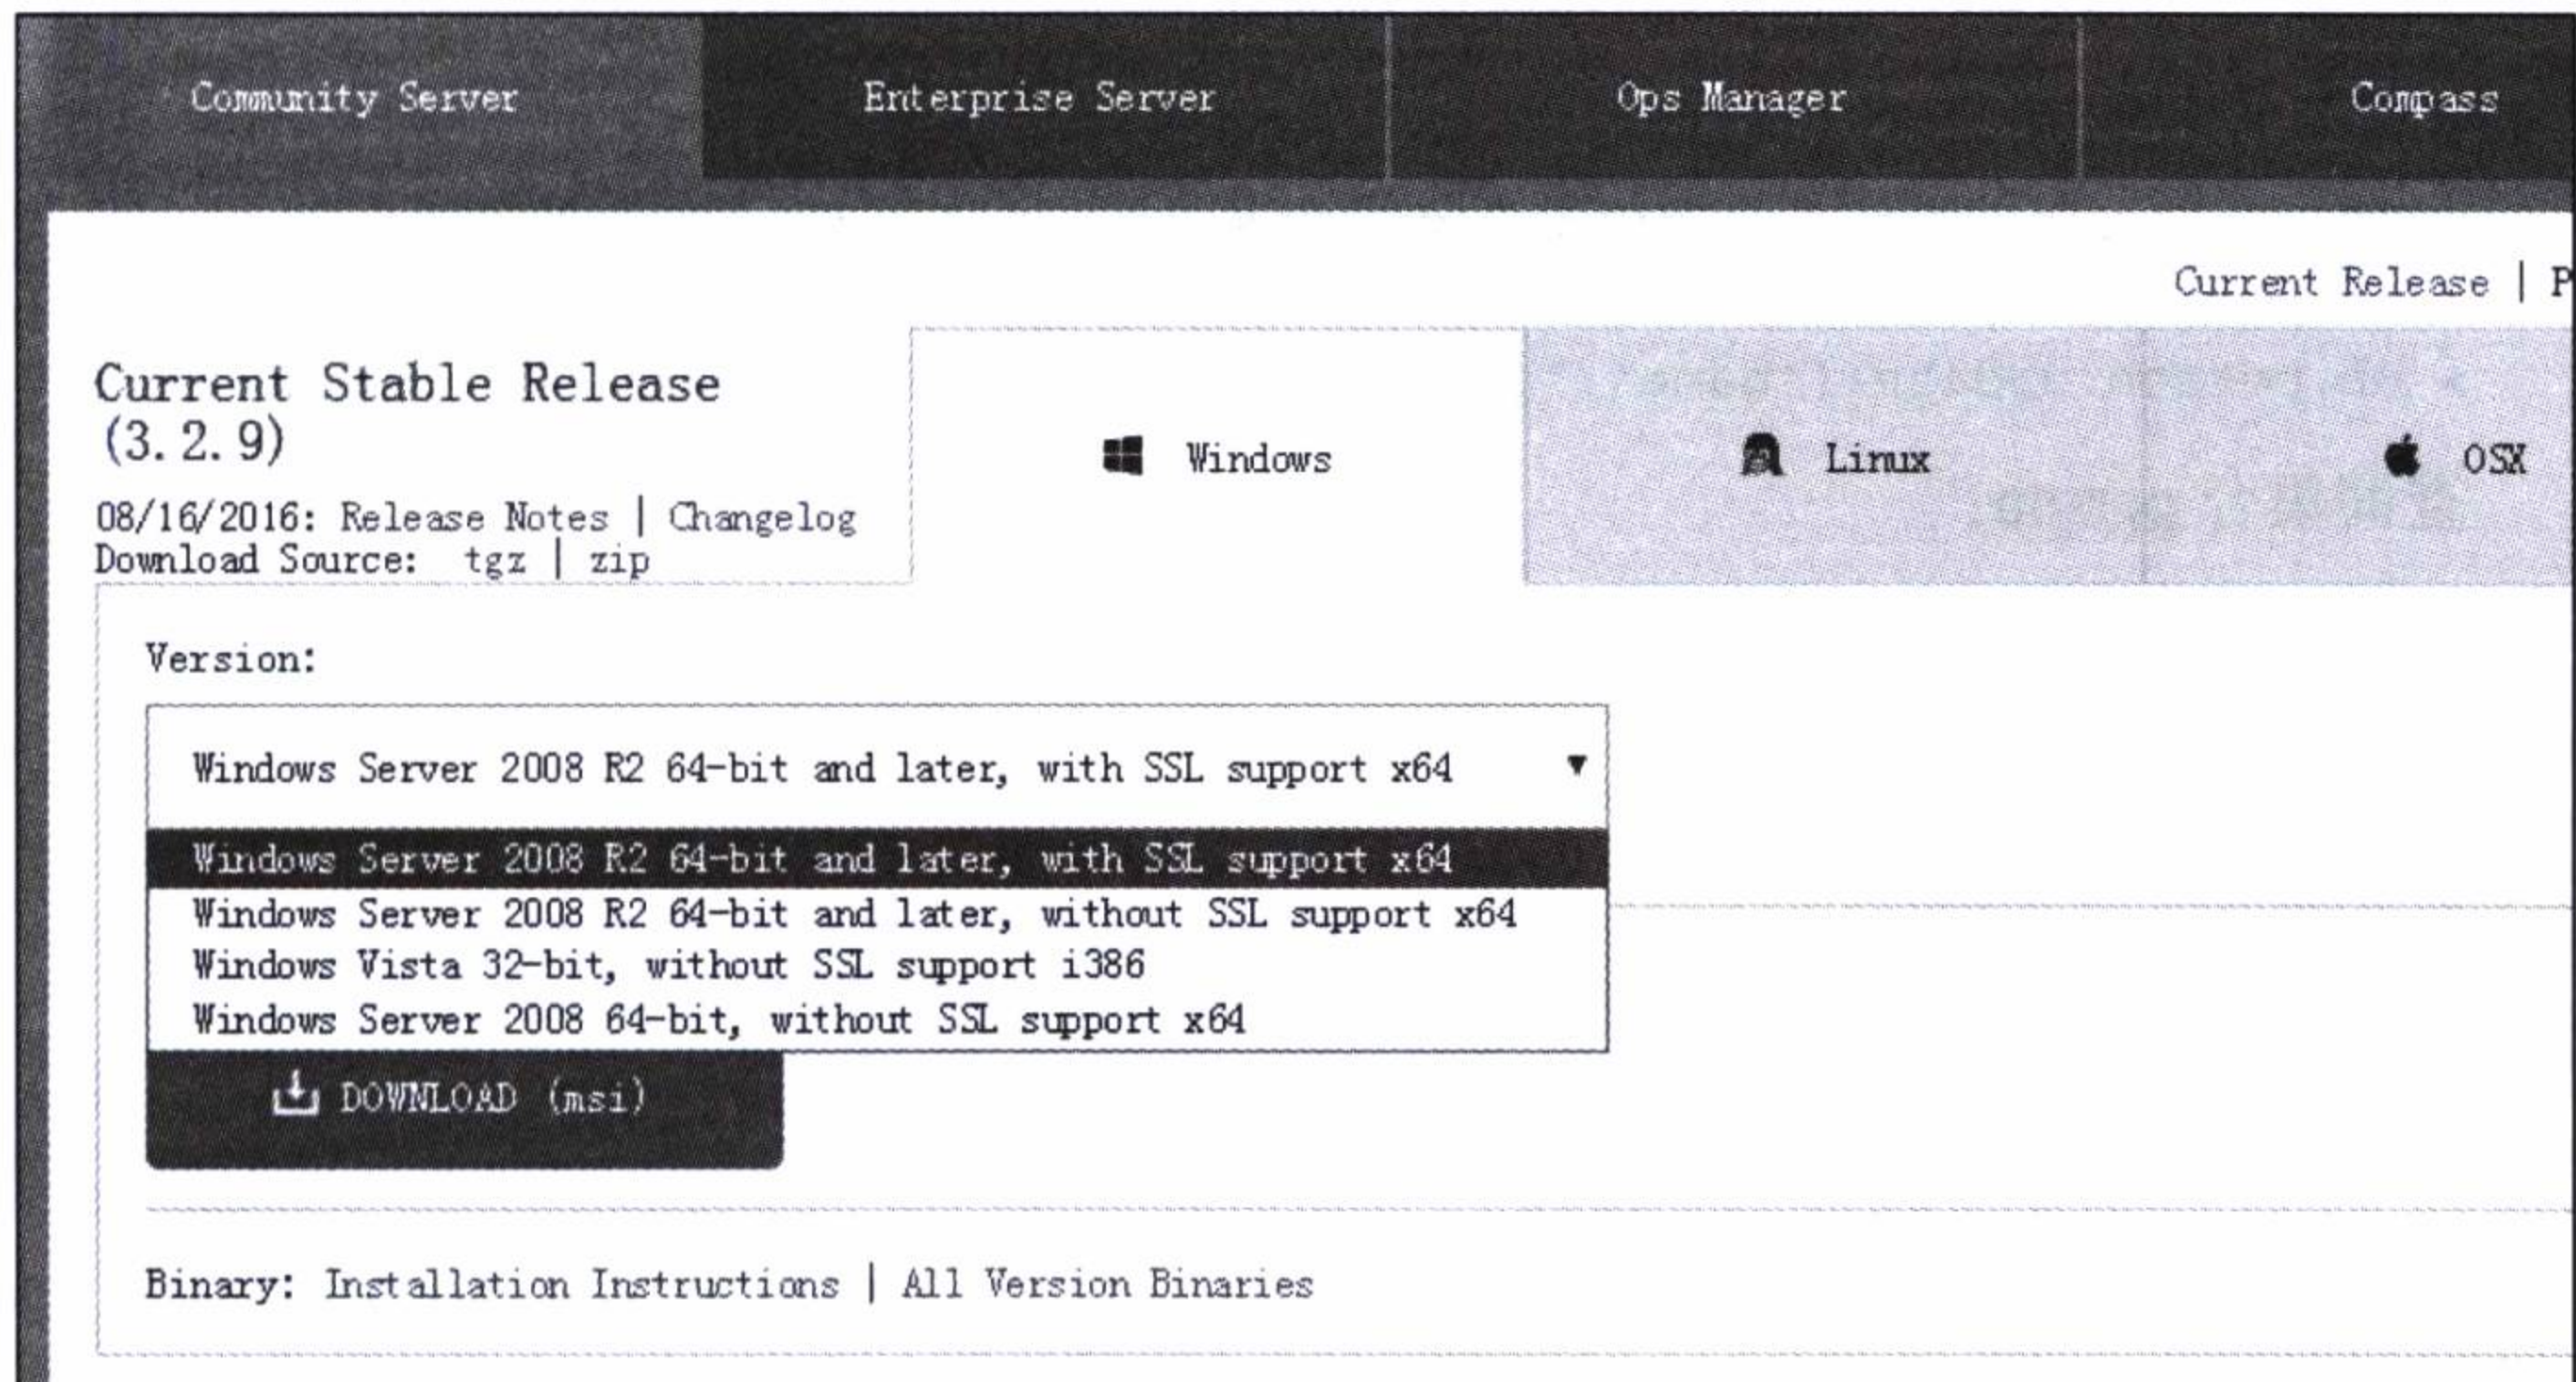 Community Server Enterprise Server Ops Manager Compass
Current Release | P
Current Stable Release
(3.2.9)
08/16/2016: Release Notes | Changelog
Download Source: tgz | zip
Windows Linux OSX
Version:
Windows Server 2008 R2 64-bit and later, with SSL support x64
Windows Server 2008 R2 64-bit and later, with SSL support x64
Windows Server 2008 R2 64-bit and later, without SSL support x64
Windows Vista 32-bit, without SSL support i386
Windows Server 2008 64-bit, without SSL support x64
DOWNLOAD (msi)
Binary: Installation Instructions | All Version Binaries